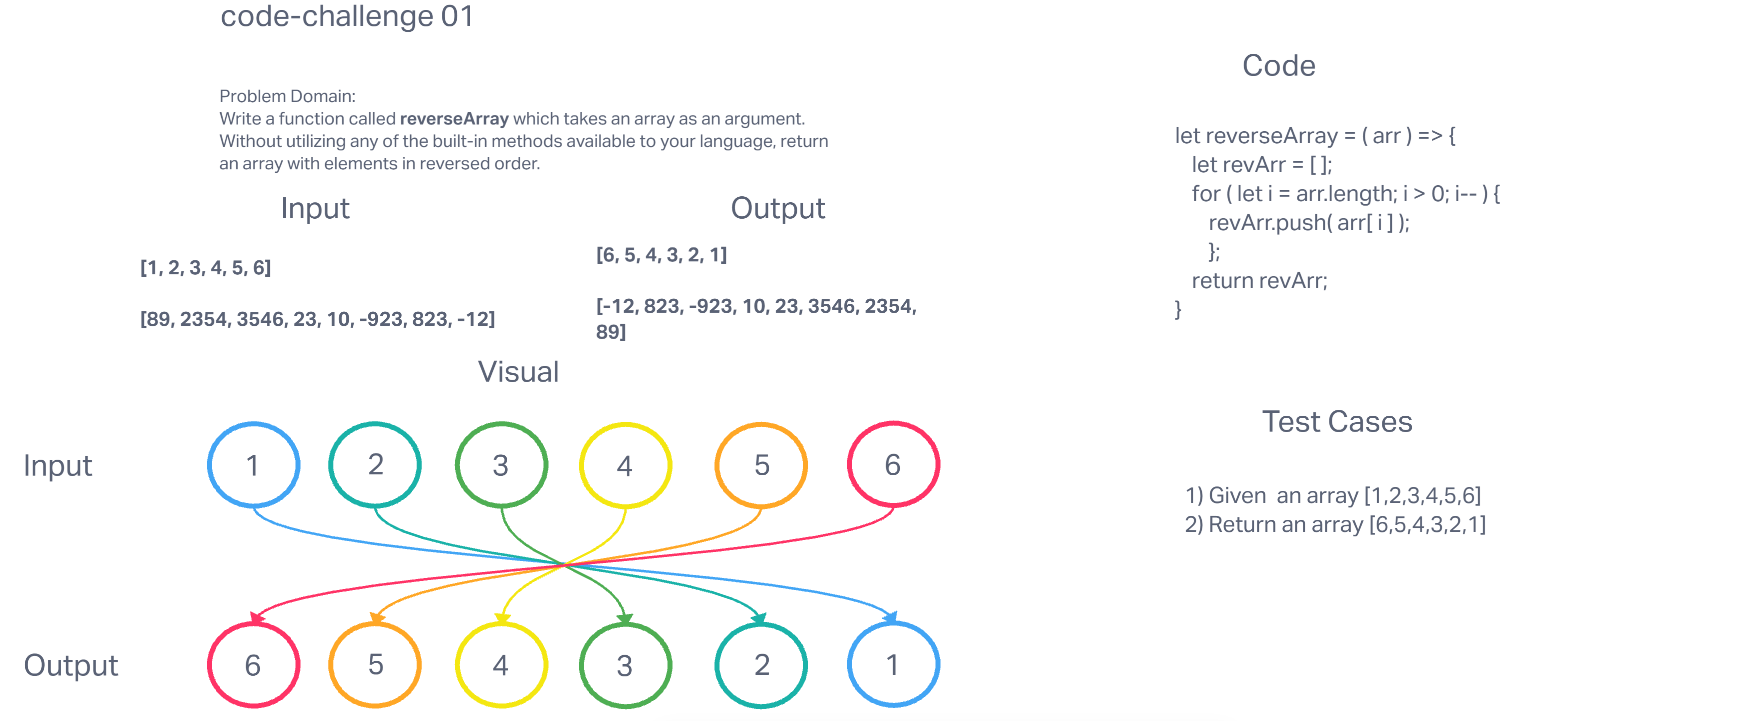 code-challenge 01
Problem Domain:
Write a function called reverseArray which takes an array as an argument.
Without utilizing any of the built-in methods available to your language, return
an array with elements in reversed order.
Input
[1, 2, 3, 4, 5, 6]
[89, 2354, 3546, 23, 10, -923, 823, -12]
Output
[6, 5, 4, 3, 2, 1]
[-12, 823, -923, 10, 23, 3546, 2354,
89]
Visual
Input
1 2 3 4 5 6
Output
6 5 4 3 2 1
Code
let reverseArray = ( arr ) => {
let revArr = [ ];
for ( let i = arr.length; i > 0; i-- ) {
revArr.push( arr[ i ] );
};
return revArr;
}
Test Cases
1) Given  an array [1,2,3,4,5,6]
2) Return an array [6,5,4,3,2,1]